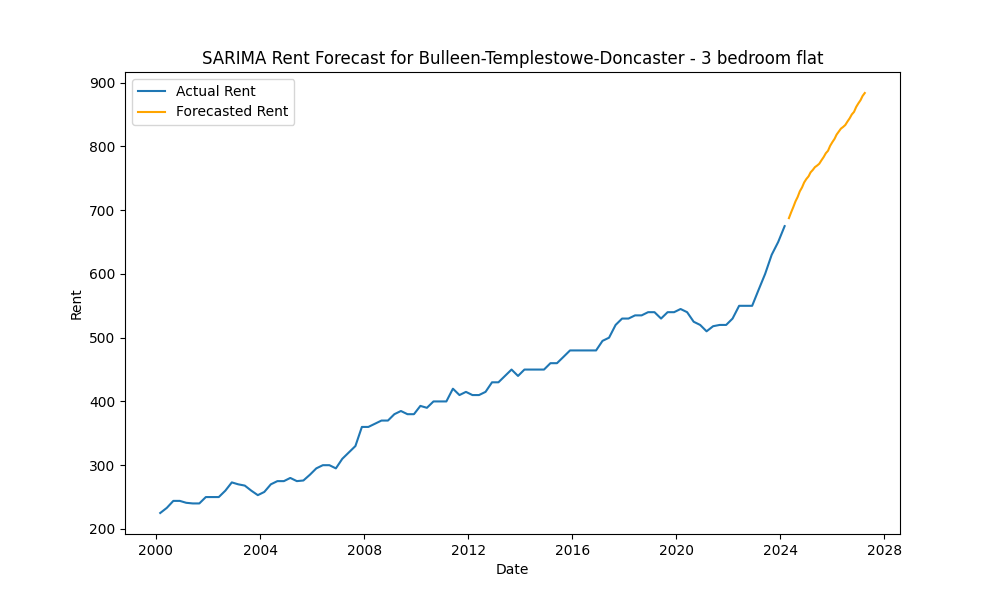 SARIMA Rent Forecast for Bulleen-Templestowe-Doncaster - 3 bedroom flat
Actual Rent
Forecasted Rent
900
800
700
600
500
400
300
200
Rent
2000 2004 2008 2012 2016 2020 2024 2028
Date